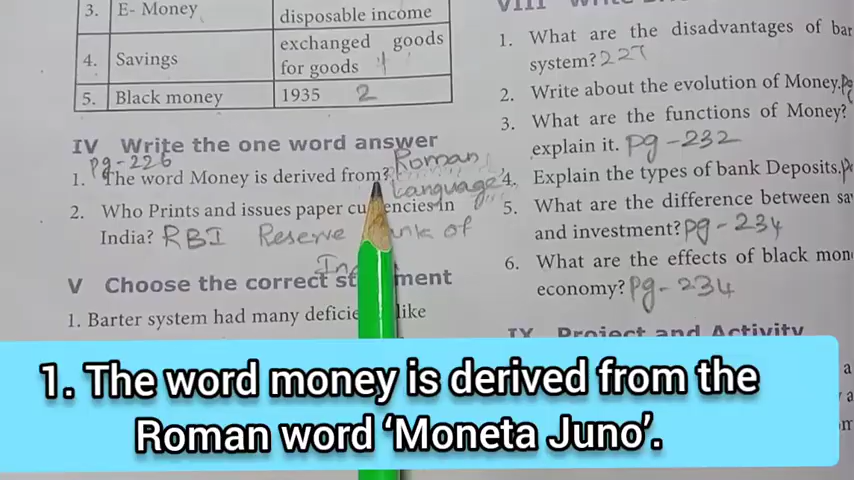 3. E- Money
disposable income
4. Savings
exchanged goods
for goods 1
5. Black money 1935 2
IV Write the one word answer
pg-226
Roman
1. The word Money is derived from?
Language
2. Who Prints and issues paper currencies in
India? RBI Reserve Bank of
V Choose the correct statement
1. Barter system had many deficie like
VIII Write
1. What are the disadvantages of bar
system? 227
2. Write about the evolution of Money. Pg
3. What are the functions of Money?
explain it. pg-232
4. Explain the types of bank Deposits. P
5. What are the difference between sa
and investment? pg-234
6. What are the effects of black mon
economy? pg-234
IX Project and Activity
1. The word money is derived from the
Roman word ‘Moneta Juno’.